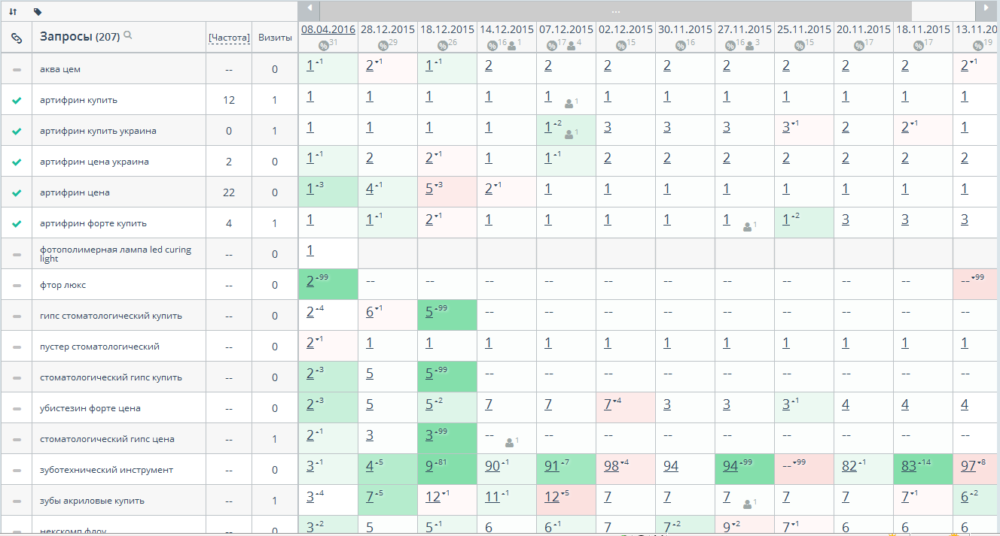 ...
Запросы (207) [Частота] Визиты 08.04.2016 28.12.2015 18.12.2015 14.12.2015 07.12.2015 02.12.2015 30.11.2015 27.11.2015 25.11.2015 20.11.2015 18.11.2015 13.11.20
% 31 % 29 % 26 % 16 1 % 17 4 % 15 % 16 % 16 3 % 15 % 17 % 17 % 19
аква цем -- 0 1 1 2 1 1 1 2 2 2 2 2 2 2 2 2 1
артифрин купить 12 1 1 1 1 1 1 1 1 1 1 1 1 1 1
артифрин купить украина 0 1 1 1 1 1 1 2 1 3 3 3 3 1 2 2 1 1
артифрин цена украина 2 0 1 1 2 2 1 1 1 1 2 2 2 2 2 2 2
артифрин цена 22 0 1 3 4 1 5 3 2 1 1 1 1 1 1 1 1 1
артифрин форте купить 4 1 1 1 1 2 1 1 1 1 1 1 1 1 2 3 3 3
фотополимерная лампа led curing
light -- 0 1
фтор люкс -- 0 2 99 -- -- -- -- -- -- -- -- -- -- -- 99
гипс стоматологический купить -- 0 2 4 6 1 5 99 -- -- -- -- -- -- -- -- --
пустер стоматологический -- 0 2 1 1 1 1 1 1 1 1 1 1 1 1
стоматологический гипс купить -- 0 2 3 5 5 99 -- -- -- -- -- -- -- -- --
убистезин форте цена -- 0 2 3 5 5 2 7 7 7 4 3 3 3 1 4 4 4
стоматологический гипс цена -- 1 2 1 3 3 99 -- 1 -- -- -- -- -- -- -- --
зуботехнический инструмент -- 0 3 1 4 5 9 81 90 1 91 7 98 4 94 94 99 -- 99 82 1 83 14 97 8
зубы акриловые купить -- 1 3 4 7 5 12 1 11 1 12 5 7 7 7 1 7 7 7 1 6 2
некскомп флоу -- 0 3 2 5 5 1 6 6 1 7 7 2 9 2 7 1 6 6 6